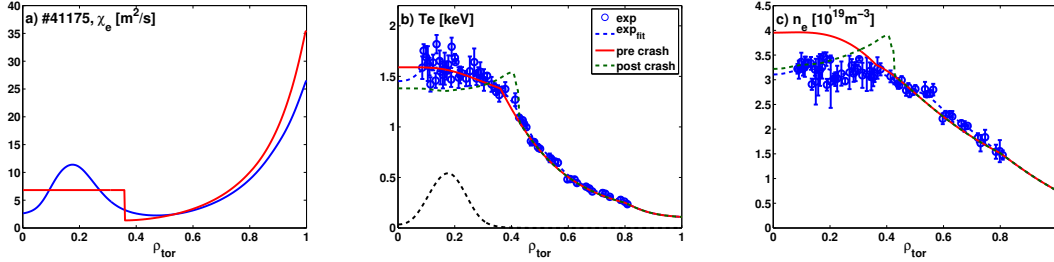 a) #41175, χe [m²/s]
40
35
30
25
20
15
10
5
0
0 0.2 0.4 0.6 0.8 1
ρtor
b) Te [keV]
exp
expfit
pre crash
post crash
2
1.5
1
0.5
0
0 0.2 0.4 0.6 0.8 1
ρtor
c) ne [10¹⁹m⁻³]
4.5
4
3.5
3
2.5
2
1.5
1
0.5
0
0 0.2 0.4 0.6 0.8 1
ρtor